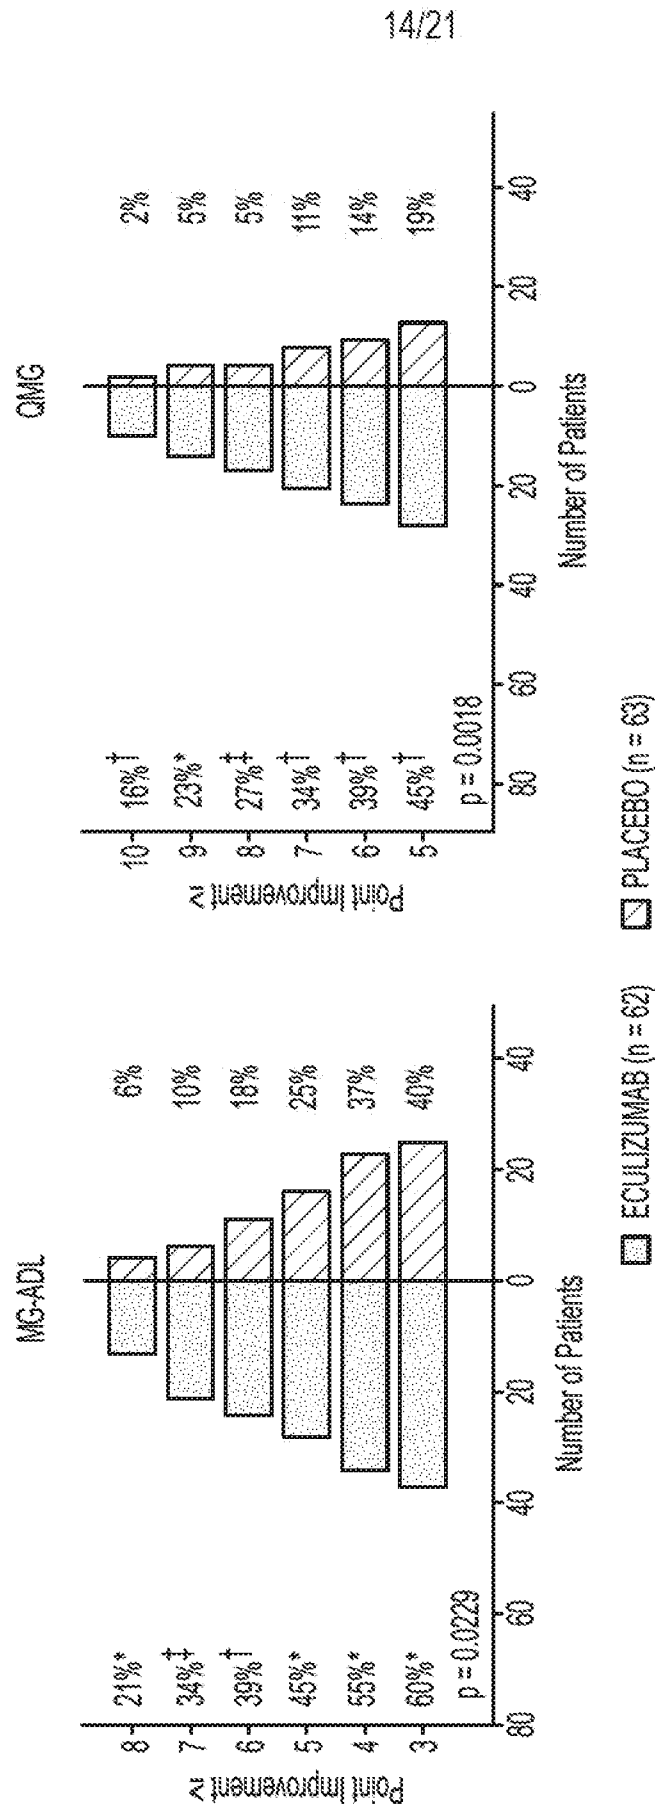 14/21
MG-ADL
Point Improvement ≥
8 21%* 6%
7 34%‡ 10%
6 39%† 18%
5 45%* 25%
4 55%* 37%
3 60%* 40%
p = 0.0229
80 60 40 20 0 20 40
Number of Patients
QMG
Point Improvement ≥
10 16%† 2%
9 23%* 5%
8 27%‡ 5%
7 34%† 11%
6 39%† 14%
5 45%† 19%
p = 0.0018
80 60 40 20 0 20 40
Number of Patients
ECULIZUMAB (n = 62) PLACEBO (n = 63)